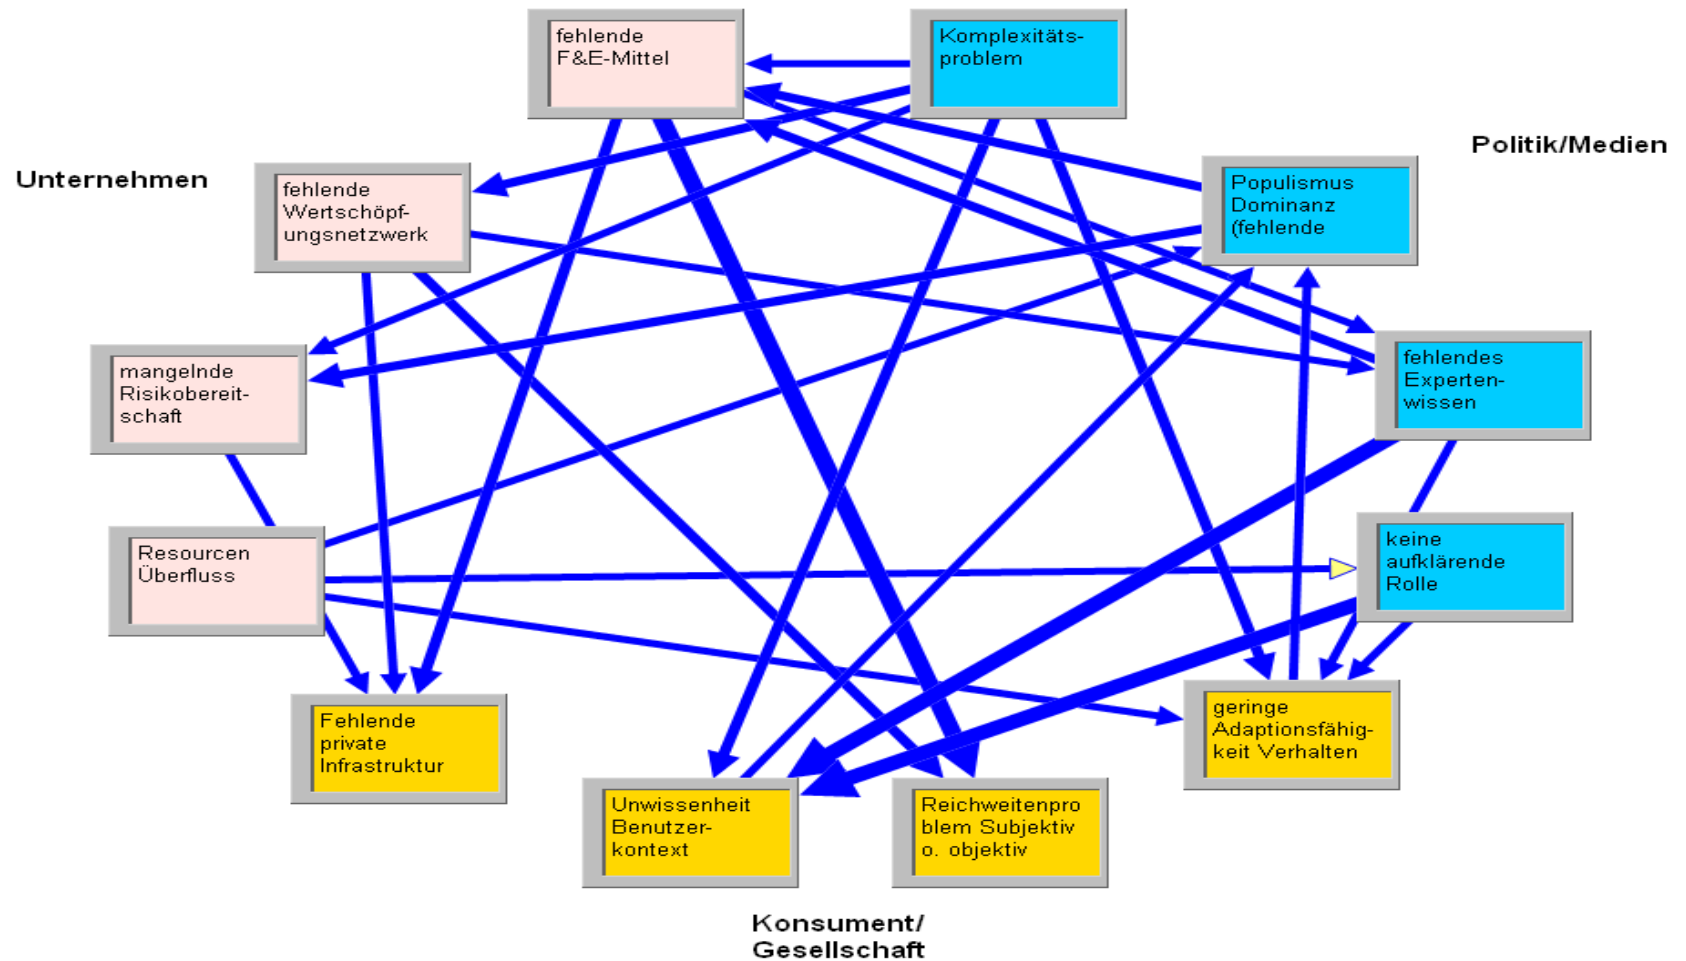 fehlende
F&E-Mittel
Komplexitäts-
problem
Politik/Medien
Unternehmen
fehlende
Wertschöpf-
ungsnetzwerk
Populismus
Dominanz
(fehlende
mangelnde
Risikobereit-
schaft
fehlendes
Experten-
wissen
Resourcen
Überfluss
keine
aufklärende
Rolle
Fehlende
private
Infrastruktur
geringe
Adaptionsfähig-
keit Verhalten
Unwissenheit
Benutzer-
kontext
Reichweitenpro
blem Subjektiv
o. objektiv
Konsument/
Gesellschaft